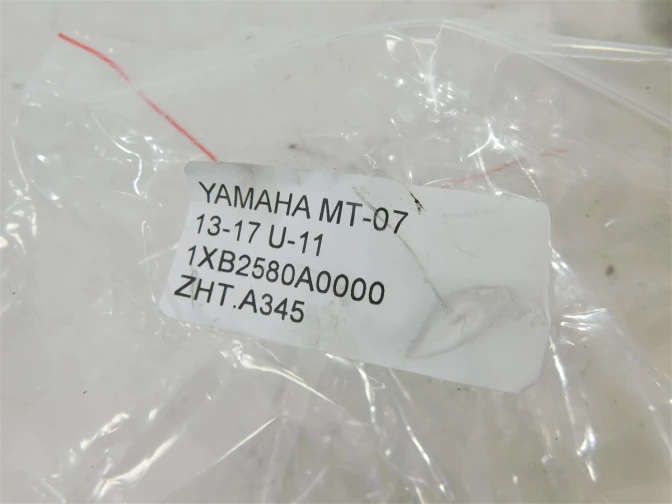 YAMAHA MT-07
13-17 U-11
1XB2580A0000
ZHT.A345